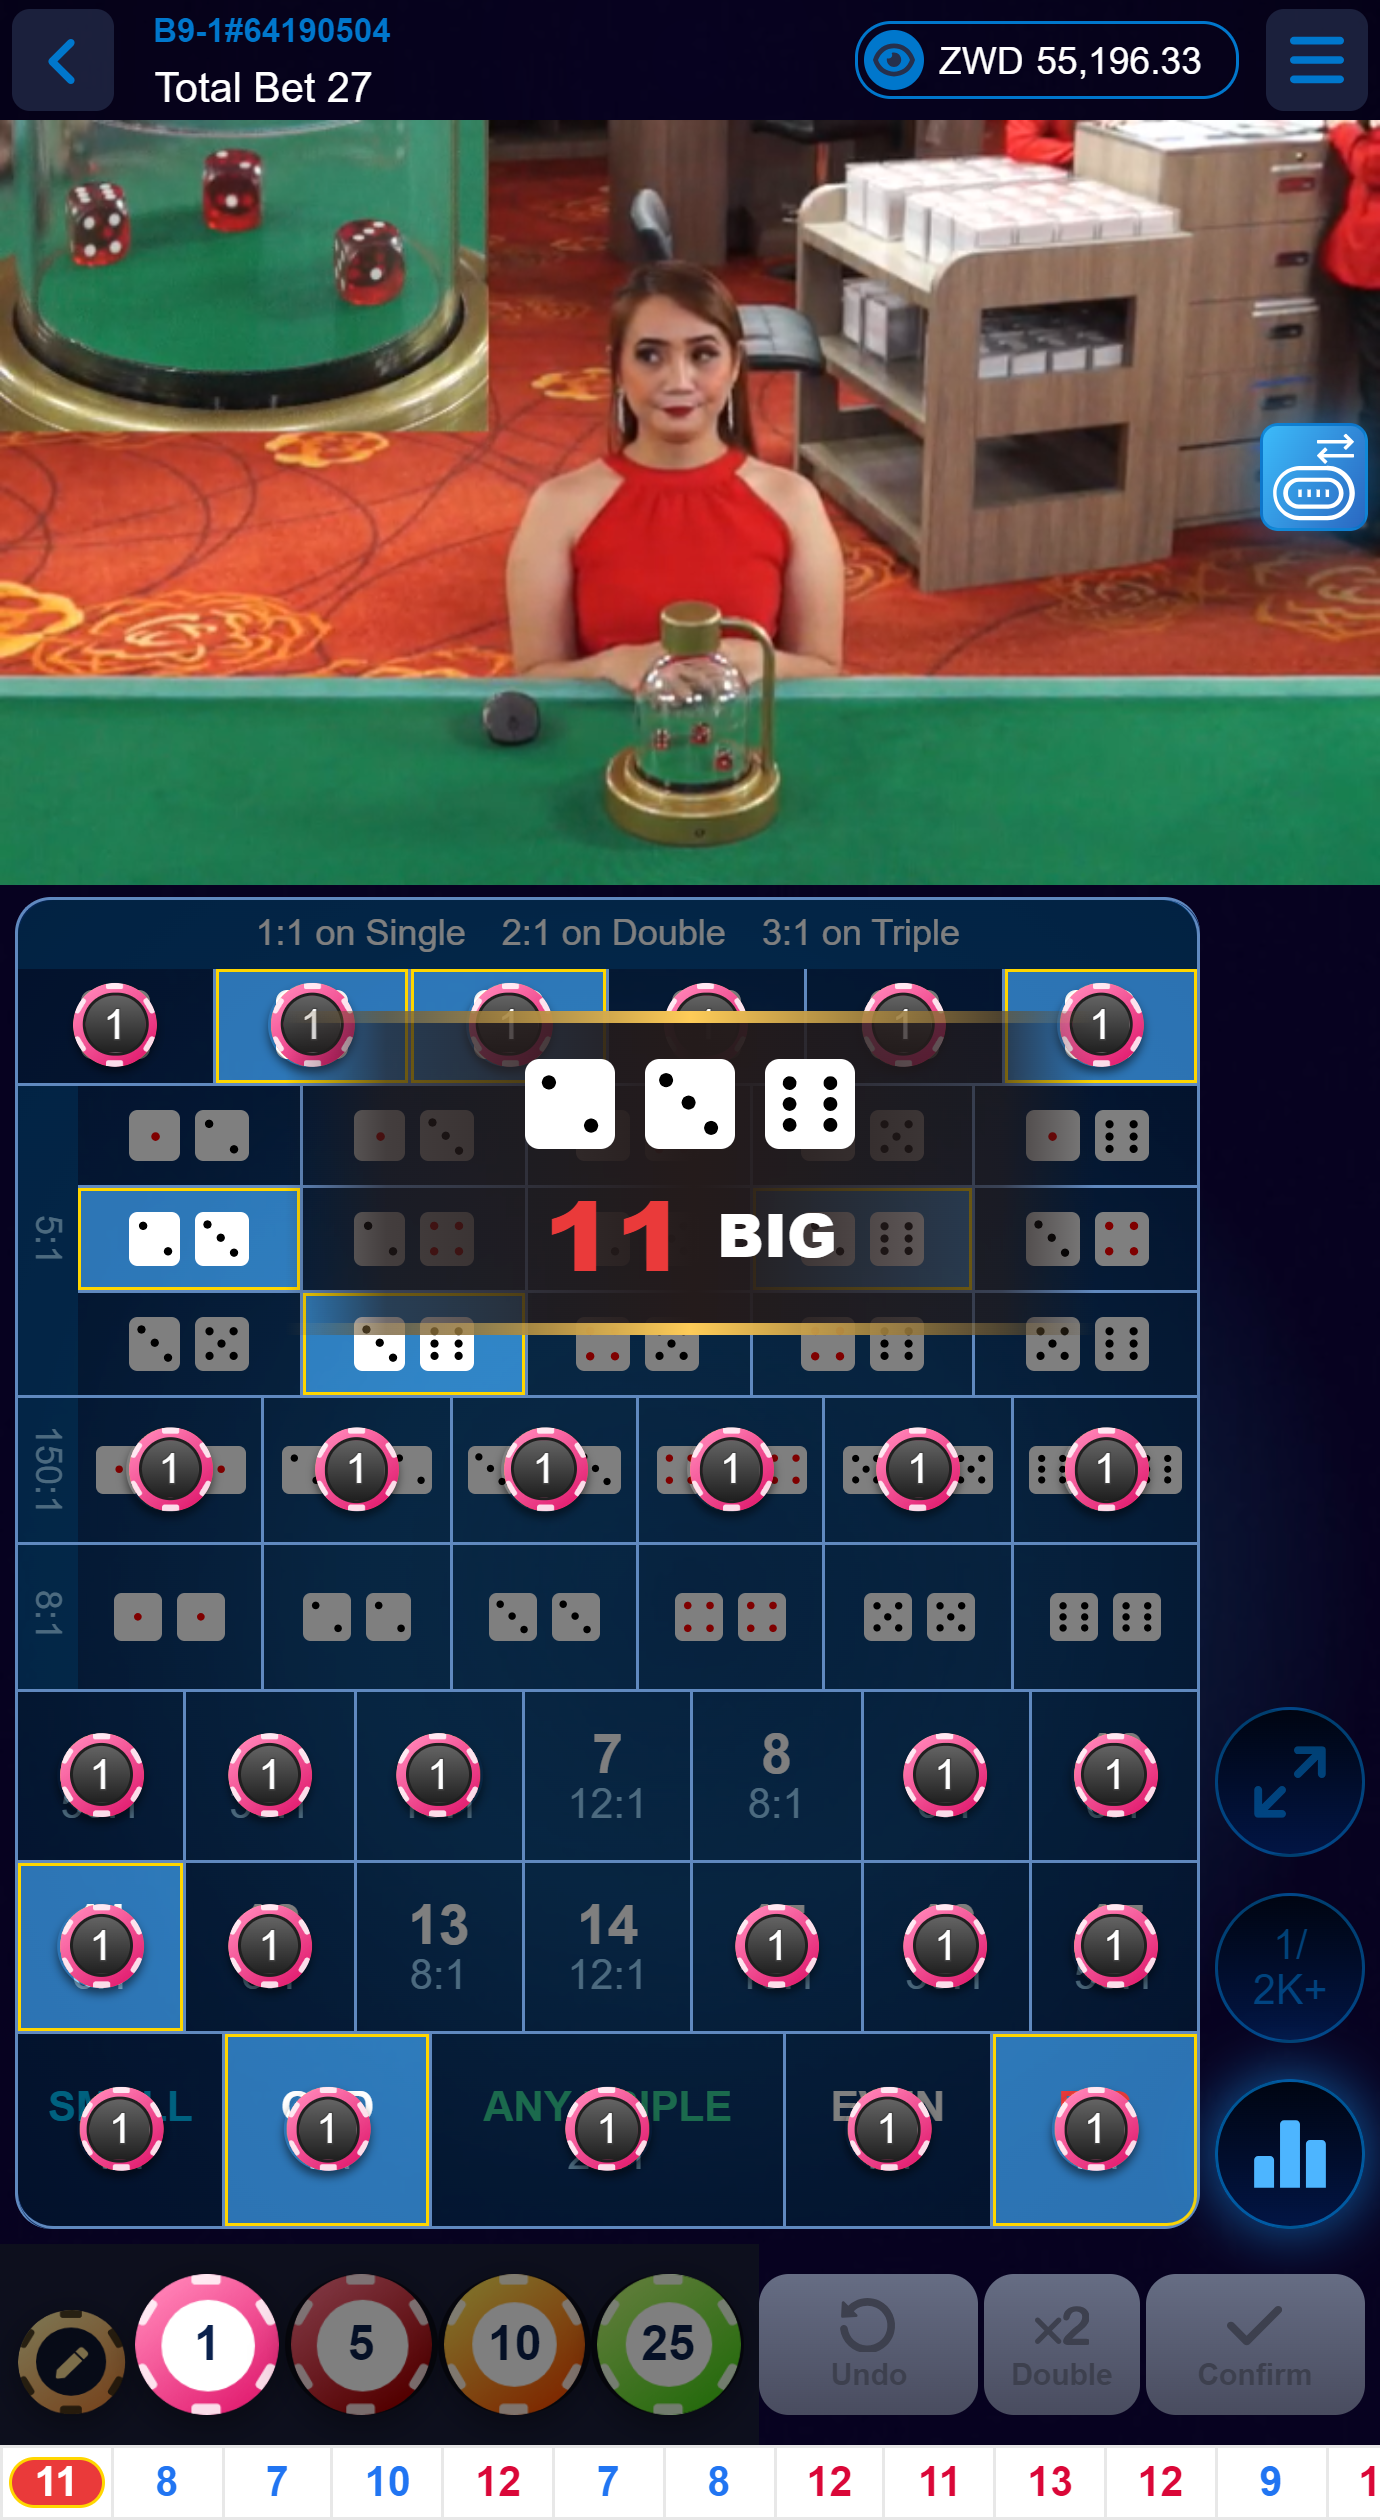 B9-1#64190504
Total Bet 27
ZWD 55,196.33
1:1 on Single 2:1 on Double 3:1 on Triple
1 1 1 1 1 1
11 BIG
5:1
150:1
1 1 1 1 1 1
8:1
1 1 1 7 8 1 1
12:1 8:1
1 1 13 14 1 1 1
8:1 12:1
1 1 ANY 1 1 1
1/
2K+
1 5 10 25
Undo
x2
Double
Confirm
11 8 7 10 12 7 8 12 11 13 12 9